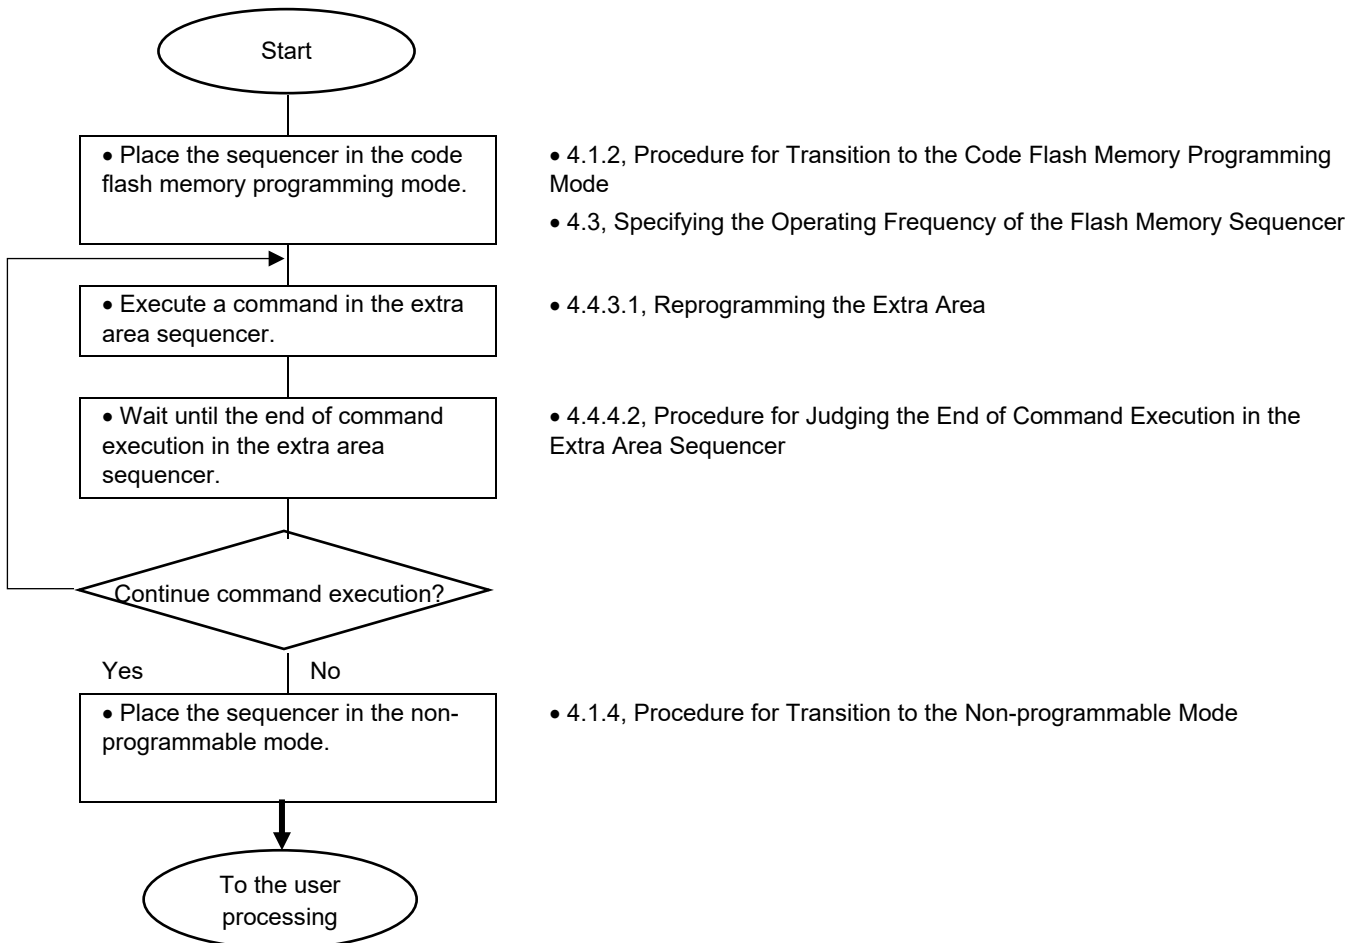 Start
• Place the sequencer in the code
flash memory programming mode.
• 4.1.2, Procedure for Transition to the Code Flash Memory Programming
Mode
• 4.3, Specifying the Operating Frequency of the Flash Memory Sequencer
• Execute a command in the extra
area sequencer.
• 4.4.3.1, Reprogramming the Extra Area
• Wait until the end of command
execution in the extra area
sequencer.
• 4.4.4.2, Procedure for Judging the End of Command Execution in the
Extra Area Sequencer
Continue command execution?
Yes
No
• Place the sequencer in the non-
programmable mode.
• 4.1.4, Procedure for Transition to the Non-programmable Mode
To the user
processing